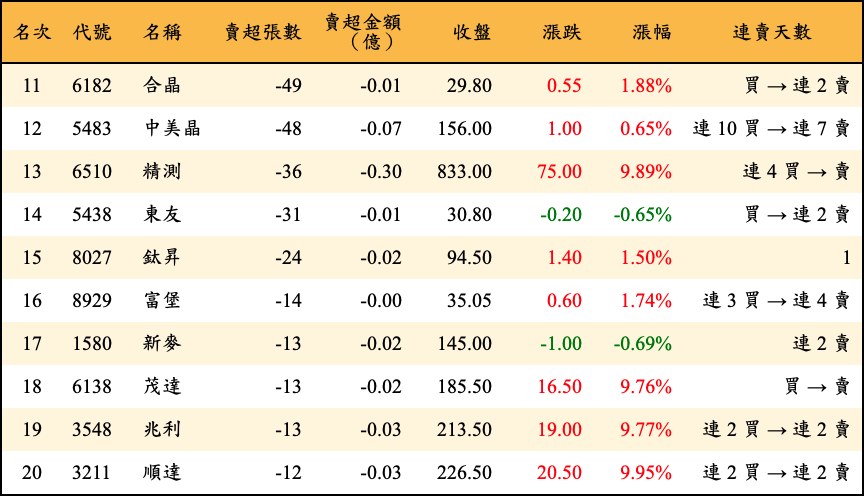 名次 代號 名稱 賣超張數 賣超金額（億） 收盤 漲跌 漲幅 連賣天數
11 6182 合晶 -49 -0.01 29.80 0.55 1.88% 買 → 連 2 賣
12 5483 中美晶 -48 -0.07 156.00 1.00 0.65% 連 10 買 → 連 7 賣
13 6510 精測 -36 -0.30 833.00 75.00 9.89% 連 4 買 → 賣
14 5438 東友 -31 -0.01 30.80 -0.20 -0.65% 買 → 連 2 賣
15 8027 鈦昇 -24 -0.02 94.50 1.40 1.50% 1
16 8929 富堡 -14 -0.00 35.05 0.60 1.74% 連 3 買 → 連 4 賣
17 1580 新麥 -13 -0.02 145.00 -1.00 -0.69% 連 2 賣
18 6138 茂達 -13 -0.02 185.50 16.50 9.76% 買 → 賣
19 3548 兆利 -13 -0.03 213.50 19.00 9.77% 連 2 買 → 連 2 賣
20 3211 順達 -12 -0.03 226.50 20.50 9.95% 連 2 買 → 連 2 賣